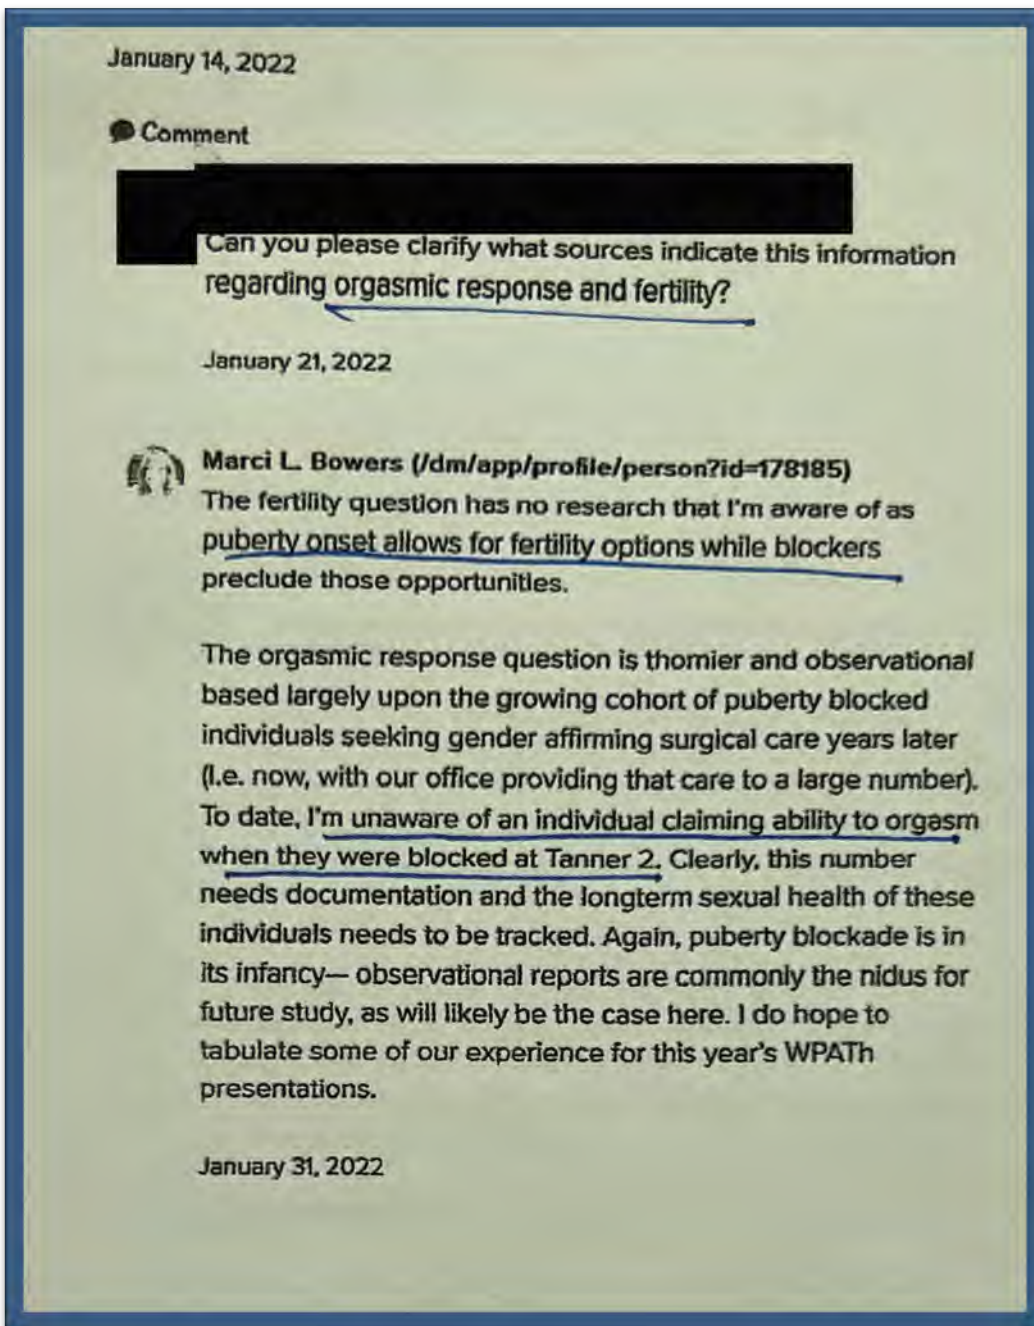 January 14, 2022
Comment
Can you please clarify what sources indicate this information
regarding orgasmic response and fertility?
January 21, 2022
Marci L. Bowers (/dm/app/profile/person?id=178185)
The fertility question has no research that I'm aware of as
puberty onset allows for fertility options while blockers
preclude those opportunities.
The orgasmic response question is thornier and observational
based largely upon the growing cohort of puberty blocked
individuals seeking gender affirming surgical care years later
(I.e. now, with our office providing that care to a large number).
To date, I'm unaware of an individual claiming ability to orgasm
when they were blocked at Tanner 2. Clearly, this number
needs documentation and the longterm sexual health of these
individuals needs to be tracked. Again, puberty blockade is in
its infancy— observational reports are commonly the nidus for
future study, as will likely be the case here. I do hope to
tabulate some of our experience for this year's WPATh
presentations.
January 31, 2022